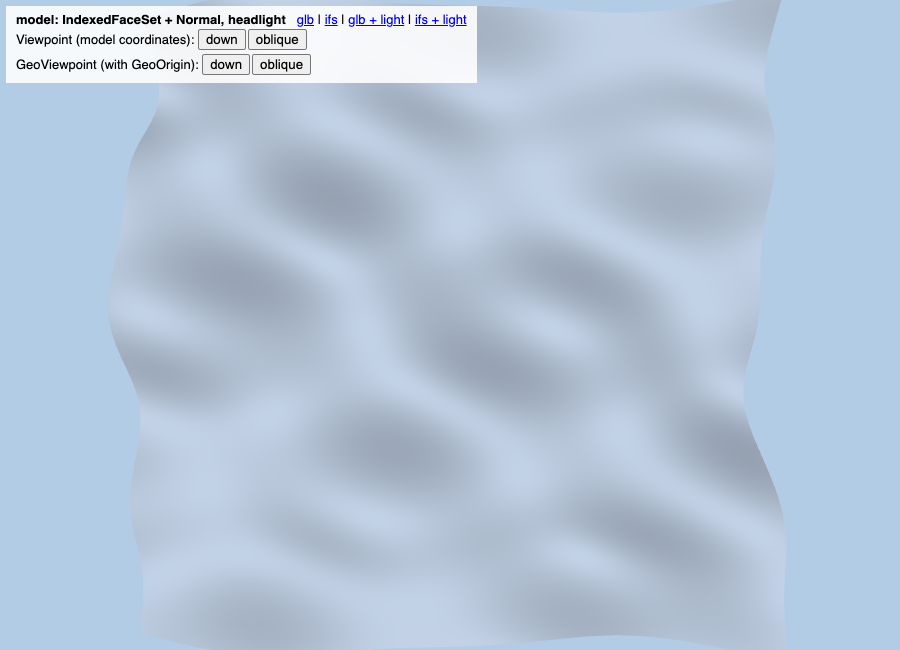 model: IndexedFaceSet + Normal, headlight glb | ifs | glb + light | ifs + light
Viewpoint (model coordinates): down oblique
GeoViewpoint (with GeoOrigin): down oblique